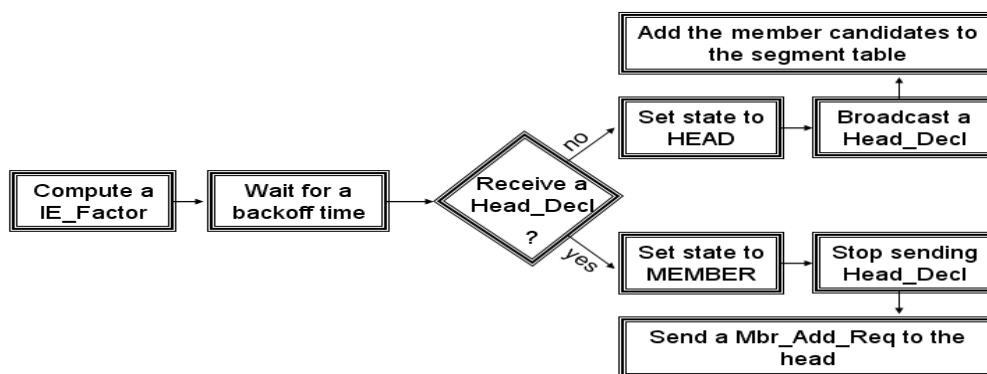 Compute a
IE_Factor
Wait for a
backoff time
Receive a
Head_Decl
?
no
Set state to
HEAD
Broadcast a
Head_Decl
Add the member candidates to
the segment table
yes
Set state to
MEMBER
Stop sending
Head_Decl
Send a Mbr_Add_Req to the
head